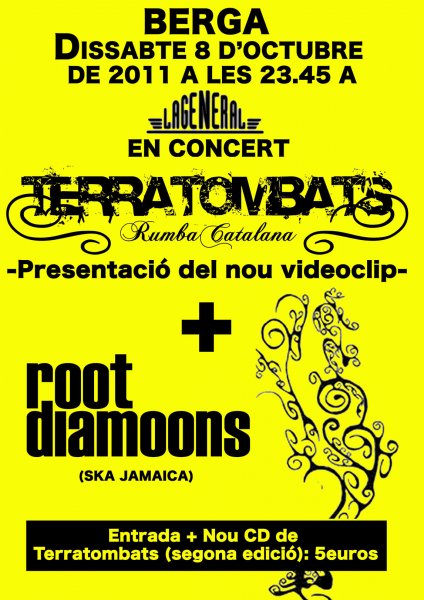 BERGA
DISSABTE 8 D'OCTUBRE
DE 2011 A LES 23.45 A
LAGENERAL
EN CONCERT
TERRATOMBATS
Rumba Catalana
-Presentació del nou videoclip-
+
root
diamoons
(SKA JAMAICA)
Entrada + Nou CD de
Terratombats (segona edició): 5euros